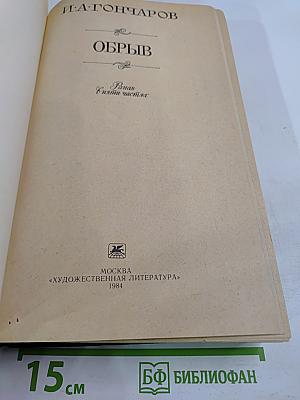 И·А·ГОНЧАРОВ
ОБРЫВ
Роман
в пяти частях
МОСКВА
«ХУДОЖЕСТВЕННАЯ ЛИТЕРАТУРА»
1984
15 см
БФ БИБЛИОФАН